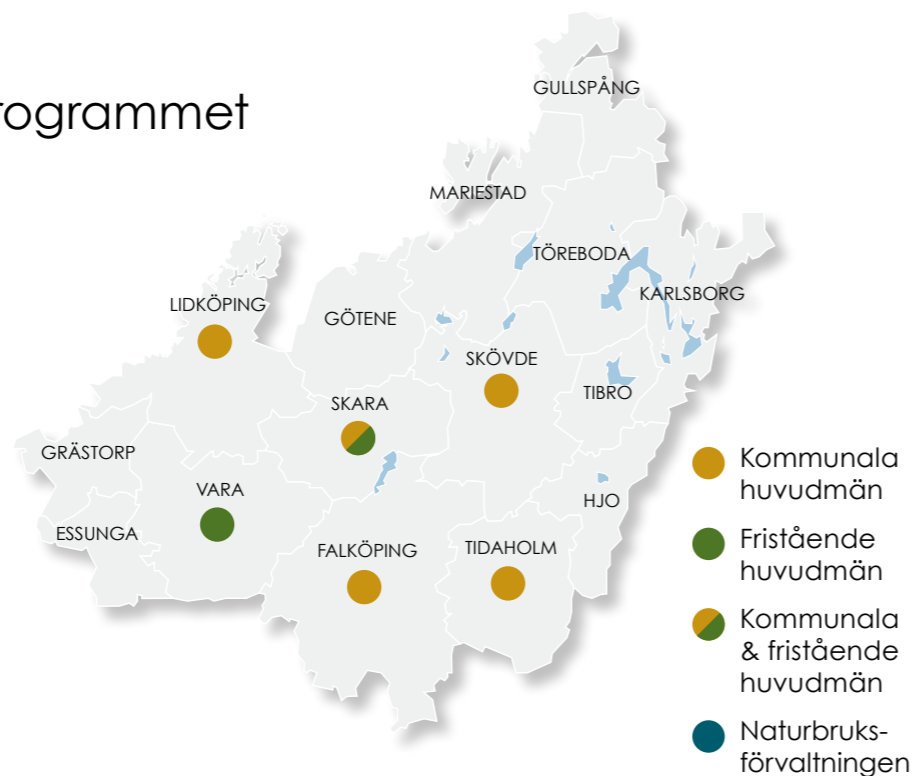 rogrammet
GULLSPÅNG
MARIESTAD
TÖREBODA
KARLSBORG
LIDKÖPING
GÖTENE
SKÖVDE
TIBRO
SKARA
GRÄSTORP
VARA
HJO
ESSUNGA
FALKÖPING
TIDAHOLM
Kommunala
huvudmän
Fristående
huvudmän
Kommunala
& fristående
huvudmän
Naturbruks-
förvaltningen